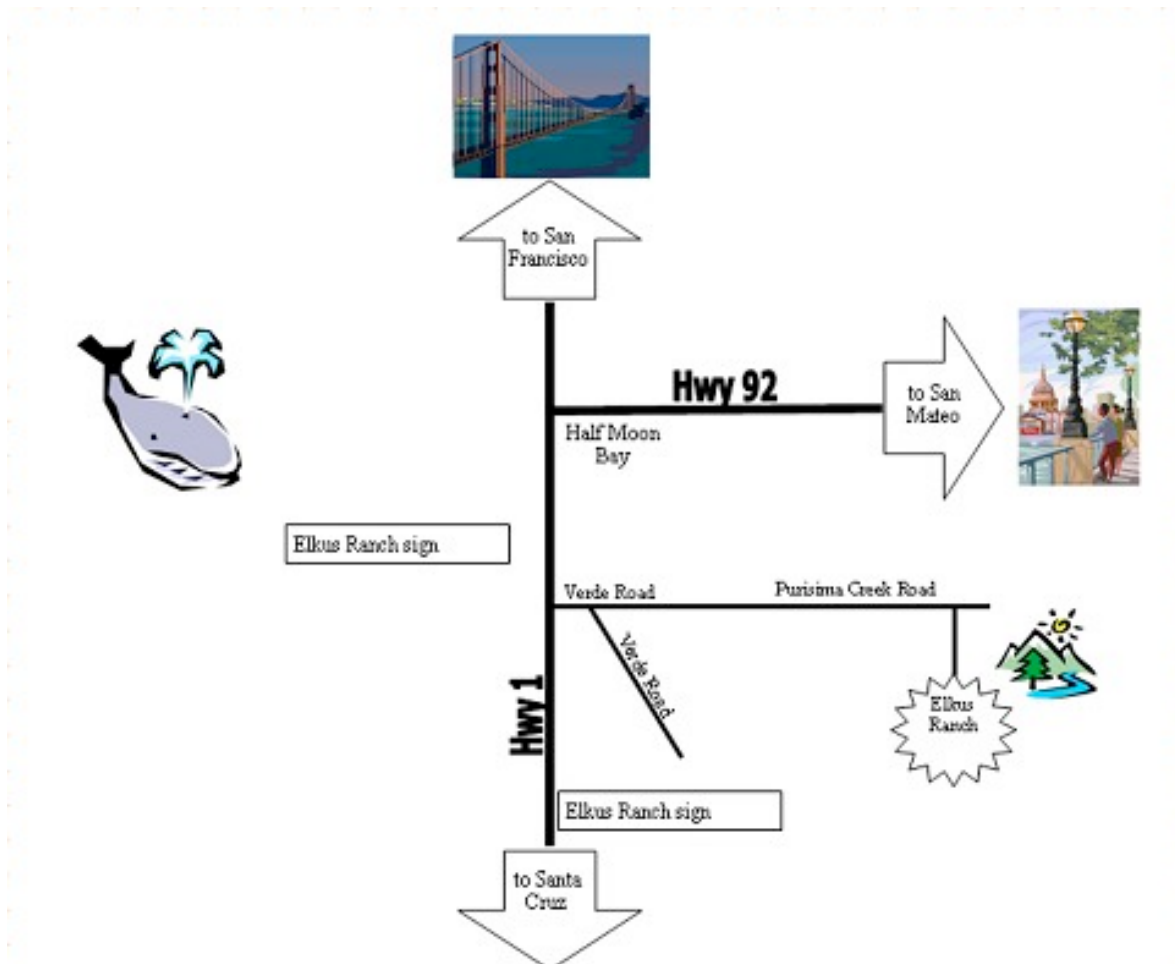 to San
Francisco
Hwy 92
to San
Mateo
Half Moon
Bay
Elkus Ranch sign
Verde Road
Purisima Creek Road
Verde Road
Hwy 1
Elkus
Ranch
Elkus Ranch sign
to Santa
Cruz